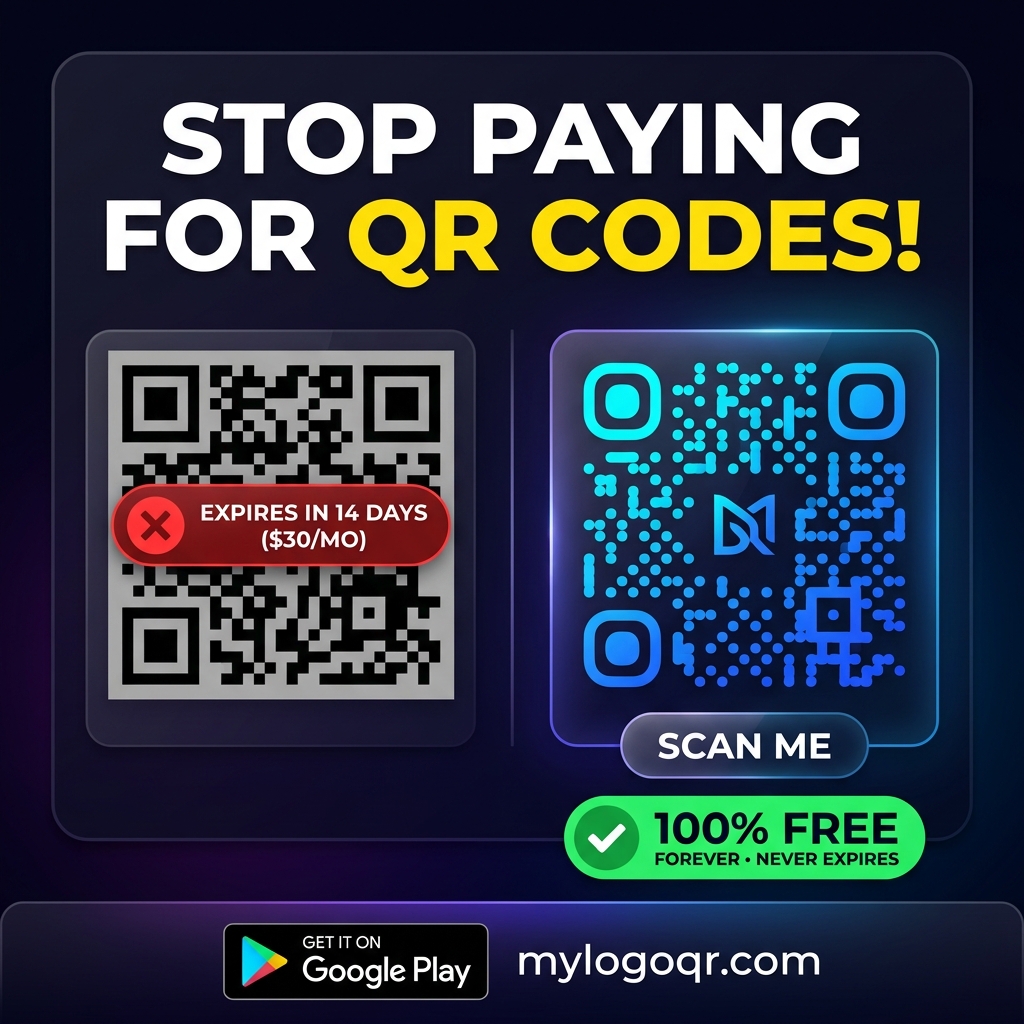 STOP PAYING
FOR QR CODES!
EXPIRES IN 14 DAYS
($30/MO)
SCAN ME
100% FREE
FOREVER • NEVER EXPIRES
GET IT ON
Google Play
mylogoqr.com